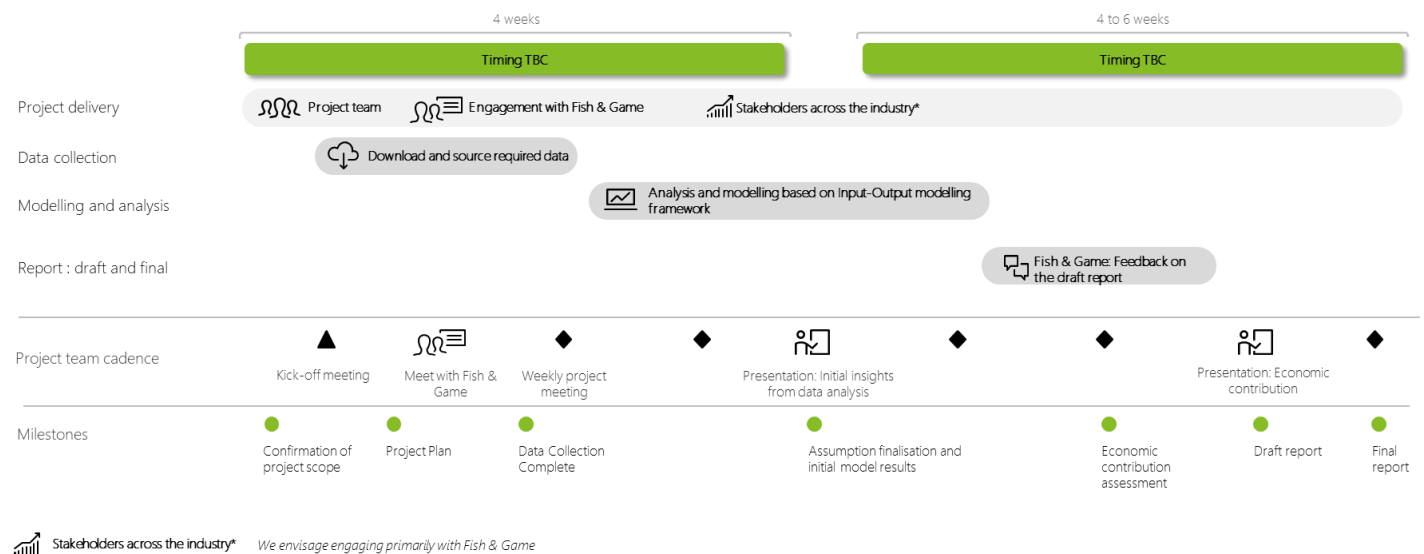 4 weeks
4 to 6 weeks
Timing TBC
Timing TBC
Project delivery
Project team
Engagement with Fish & Game
Stakeholders across the industry*
Data collection
Download and source required data
Modelling and analysis
Analysis and modelling based on Input-Output modelling
framework
Report : draft and final
Fish & Game: Feedback on
the draft report
Project team cadence
Kick-off meeting
Meet with Fish &
Game
Weekly project
meeting
Presentation: Initial insights
from data analysis
Presentation: Economic
contribution
Milestones
Confirmation of
project scope
Project Plan
Data Collection
Complete
Assumption finalisation and
initial model results
Economic
contribution
assessment
Draft report
Final
report
Stakeholders across the industry*
We envisage engaging primarily with Fish & Game